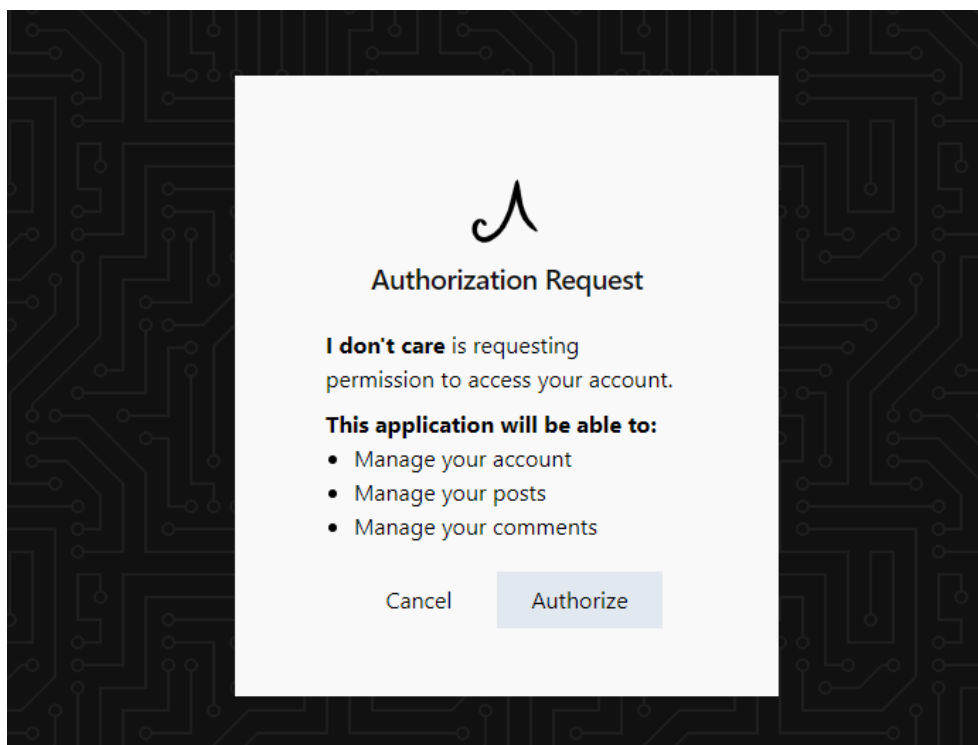 Authorization Request
I don't care is requesting
permission to access your account.
This application will be able to:
• Manage your account
• Manage your posts
• Manage your comments
Cancel Authorize